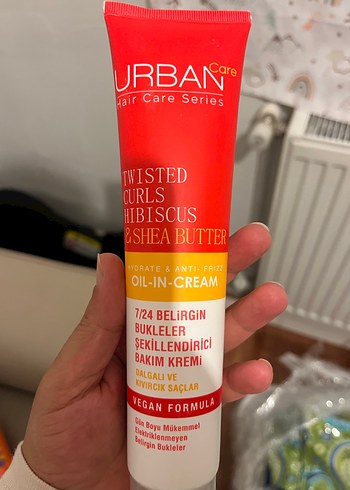 URBAN Care
Hair Care Series
TWISTED
CURLS
HIBISCUS
& SHEA BUTTER
HYDRATE & ANTI-FRIZZ
OIL-IN-CREAM
7/24 BELİRGİN
BUKLELER
ŞEKİLLENDİRİCİ
BAKIM KREMİ
DALGALI VE
KIVIRCIK SAÇLAR
VEGAN FORMULA
Gün Boyu Mükemmel
Elektriklenmeyen
Belirgin Bukleler